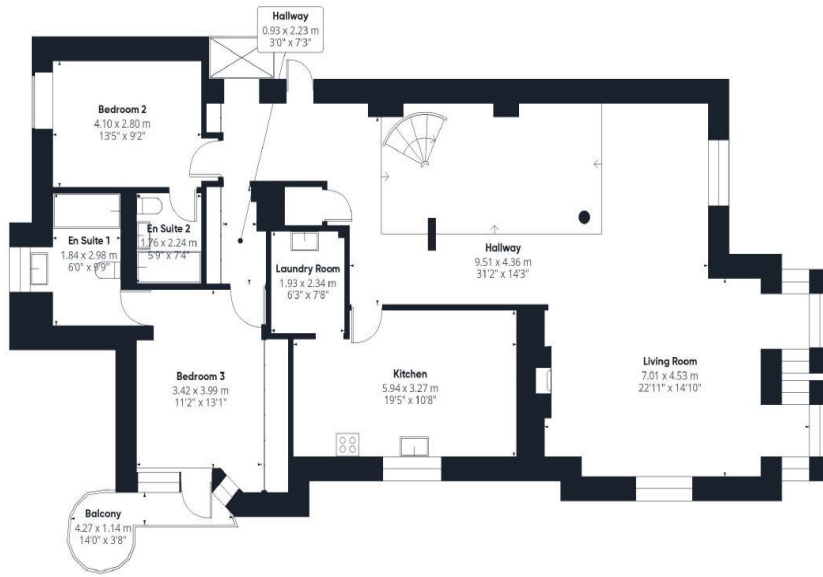 Hallway
0.93 x 2.23 m
3'0" x 7'3"
Bedroom 2
4.10 x 2.80 m
13'5" x 9'2"
En Suite 1
1.84 x 2.98 m
6'0" x 9'9"
En Suite 2
1.76 x 2.24 m
5'9" x 7'4"
Laundry Room
1.93 x 2.34 m
6'3" x 7'8"
Hallway
9.51 x 4.36 m
31'2" x 14'3"
Bedroom 3
3.42 x 3.99 m
11'2" x 13'1"
Kitchen
5.94 x 3.27 m
19'5" x 10'8"
Living Room
7.01 x 4.53 m
22'11" x 14'10"
Balcony
4.27 x 1.14 m
14'0" x 3'8"